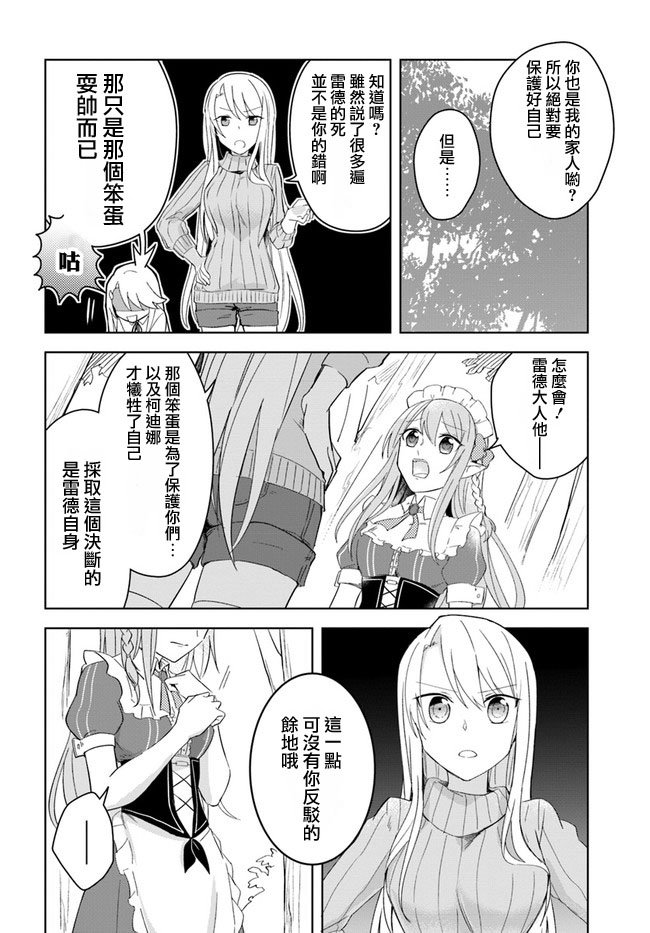 你也是我的家人喲?
所以絕對要
保護好自己
但是……
知道嗎?
雖然說了很多遍
雷德的死
並不是你的錯啊
那只是那個笨蛋
耍帥而已
咕
怎麼會!
雷德大人他—
那個笨蛋是為了保護你們…
以及柯迪娜
才犧牲了自己
採取這個決斷的
是雷德自身
這一點
可沒有你反駁的
餘地哦
—